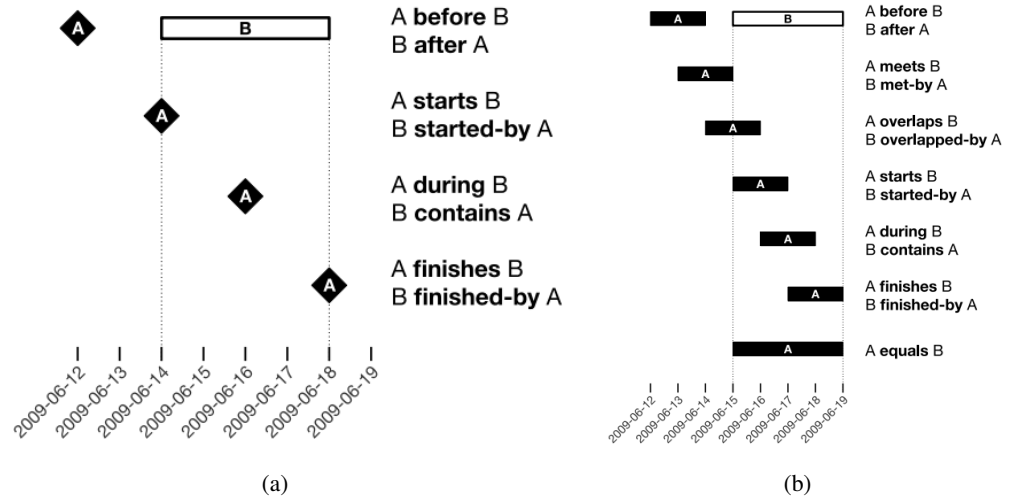 A
B
A before B
B after A
A
A starts B
B started-by A
A
A during B
B contains A
A
A finishes B
B finished-by A
2009-06-12
2009-06-13
2009-06-14
2009-06-15
2009-06-16
2009-06-17
2009-06-18
2009-06-19
(a)
A
B
A before B
B after A
A
A meets B
B met-by A
A
A overlaps B
B overlapped-by A
A
A starts B
B started-by A
A
A during B
B contains A
A
A finishes B
B finished-by A
A
A equals B
2009-06-12
2009-06-13
2009-06-14
2009-06-15
2009-06-16
2009-06-17
2009-06-18
2009-06-19
(b)